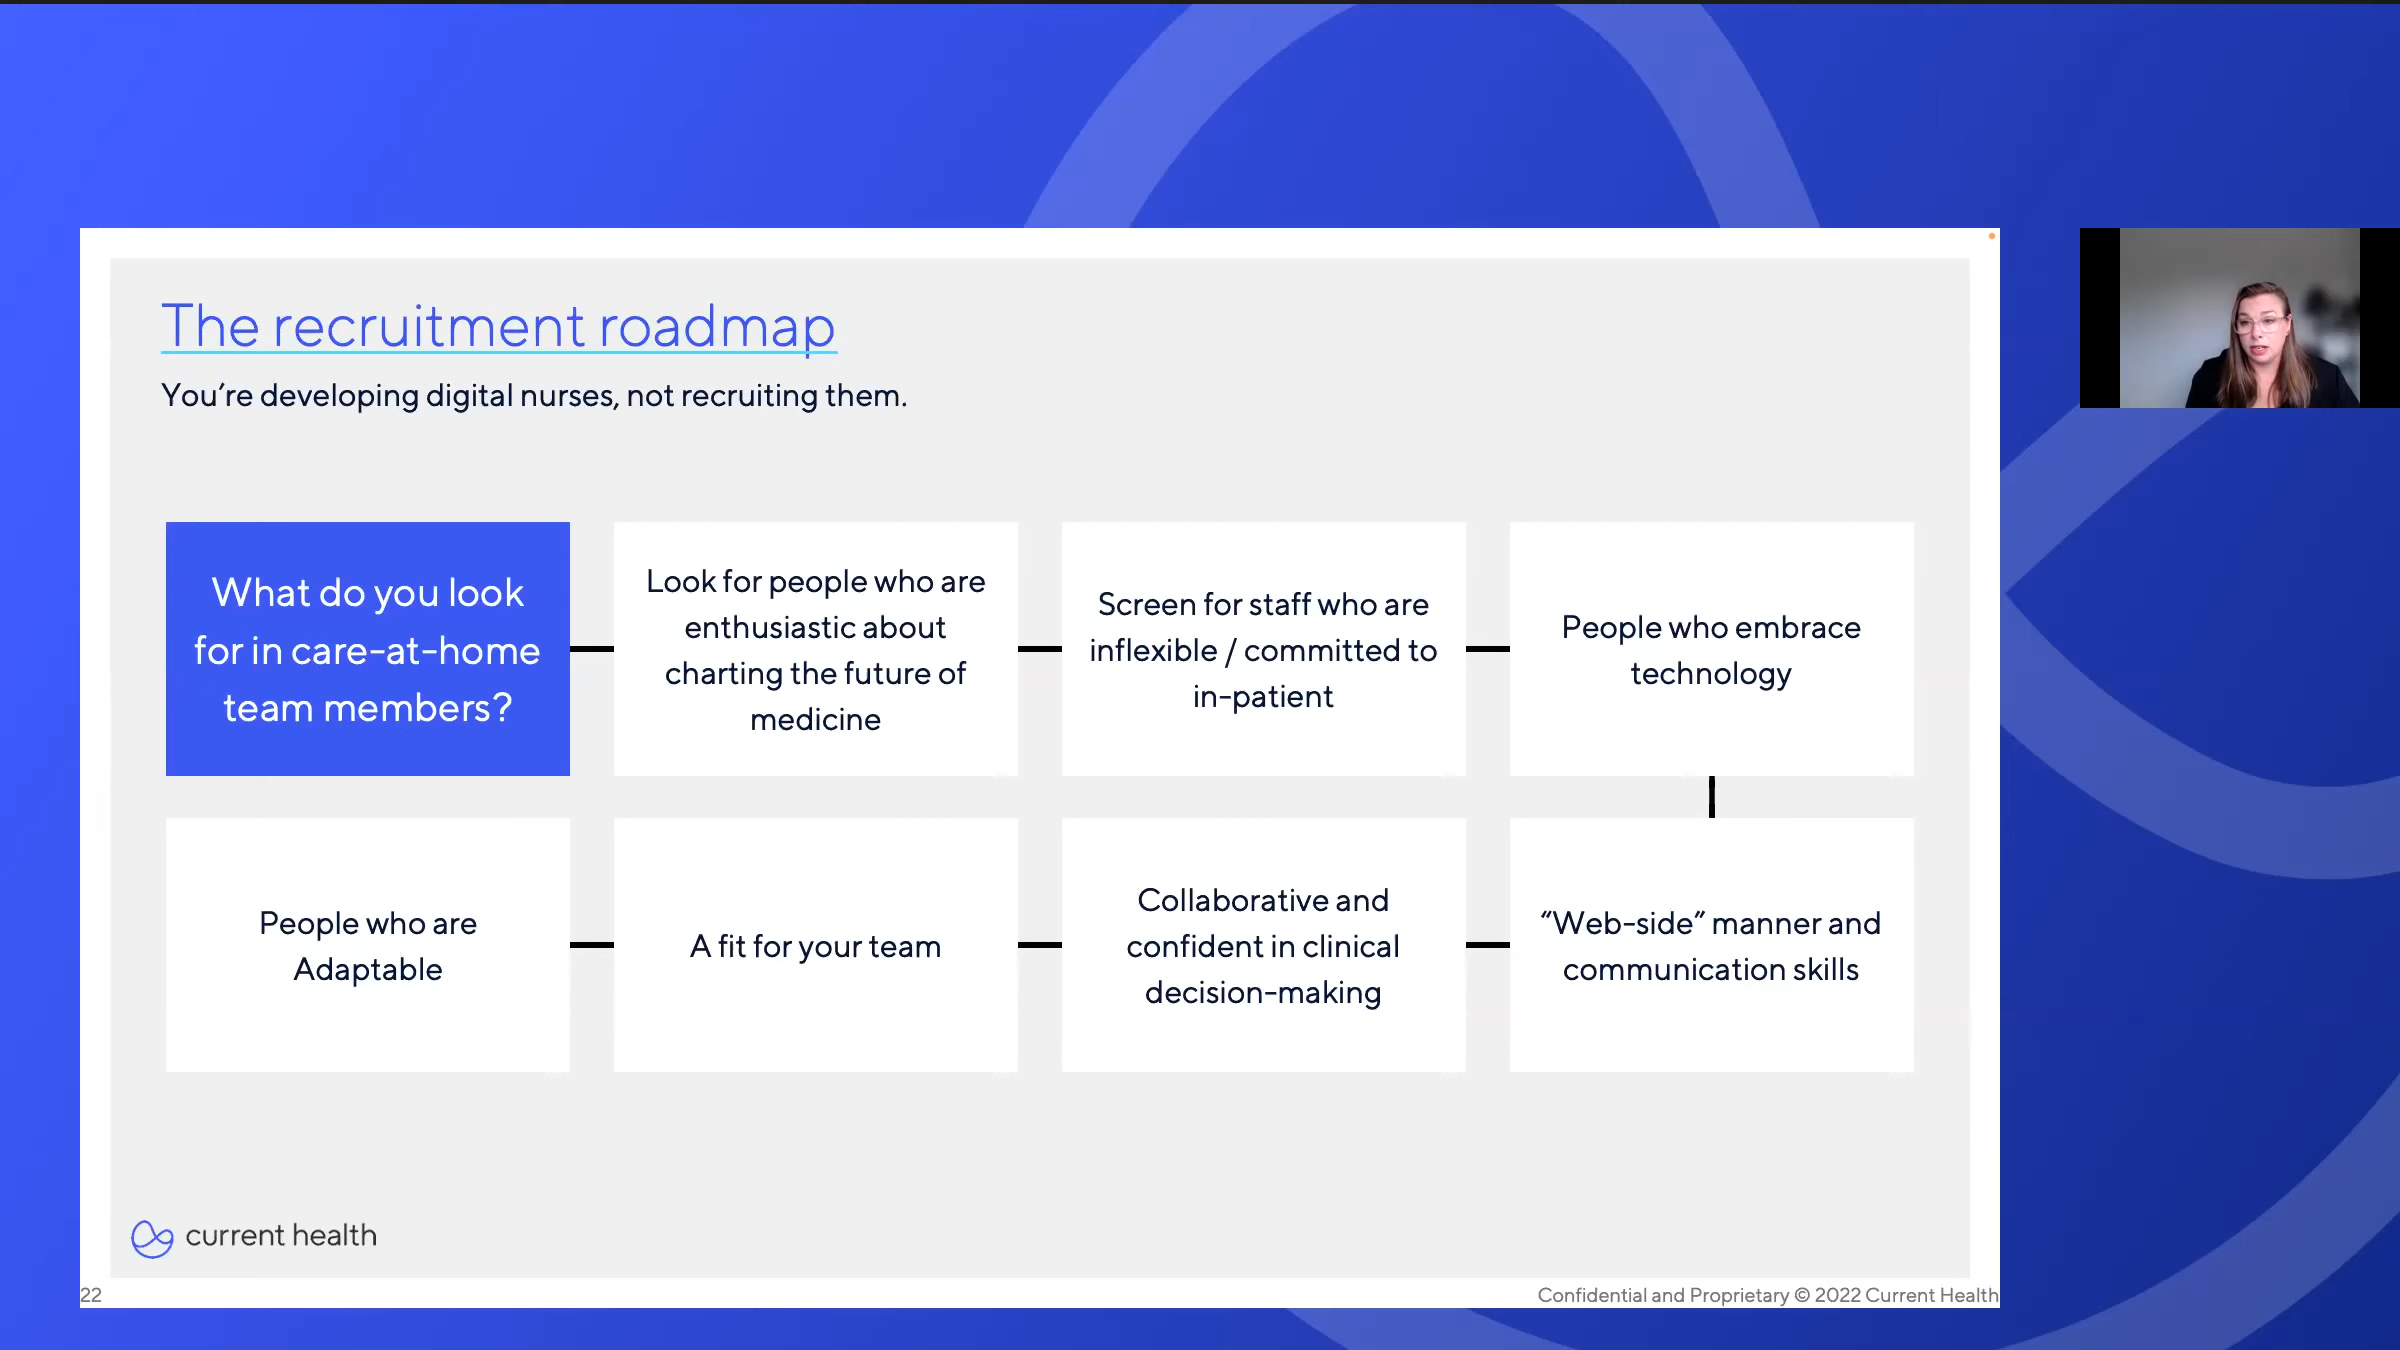 The recruitment roadmap
You’re developing digital nurses, not recruiting them.
What do you look
for in care-at-home
team members?
Look for people who are
enthusiastic about
charting the future of
medicine
Screen for staff who are
inflexible / committed to
in-patient
People who embrace
technology
“Web-side” manner and
communication skills
Collaborative and
confident in clinical
decision-making
A fit for your team
People who are
Adaptable
current health
22
Confidential and Proprietary © 2022 Current Health